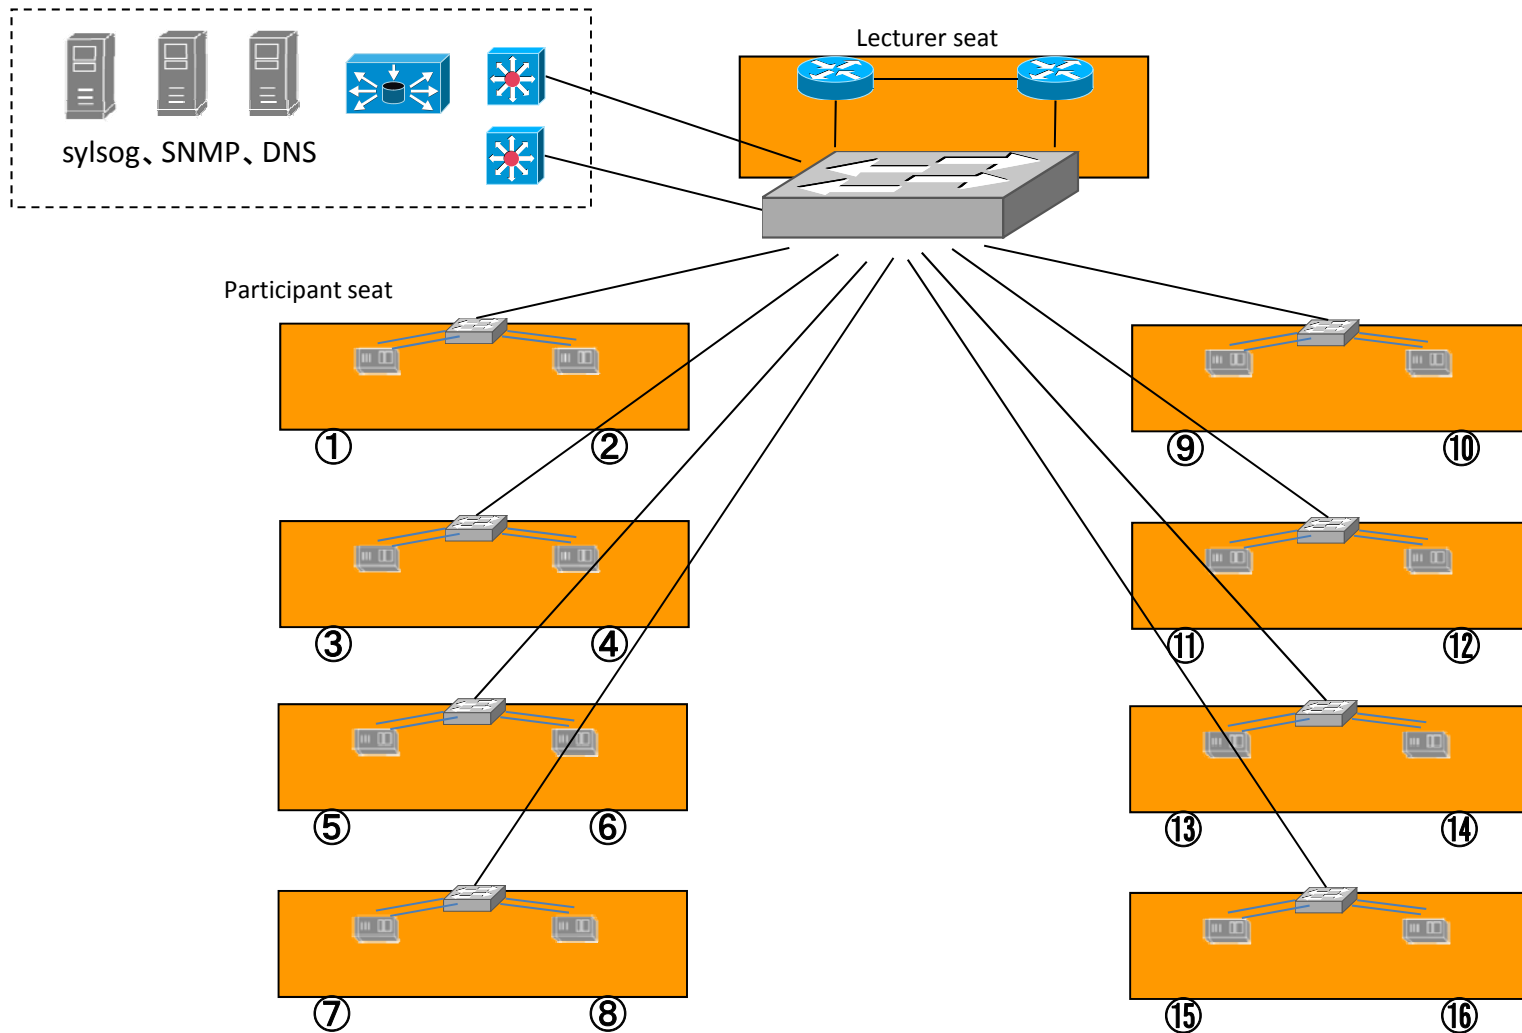 Lecturer seat
sylsog、SNMP、DNS
Participant seat
① ② ⑨ ⑩
③ ④ ⑪ ⑫
⑤ ⑥ ⑬ ⑭
⑦ ⑧ ⑮ ⑯